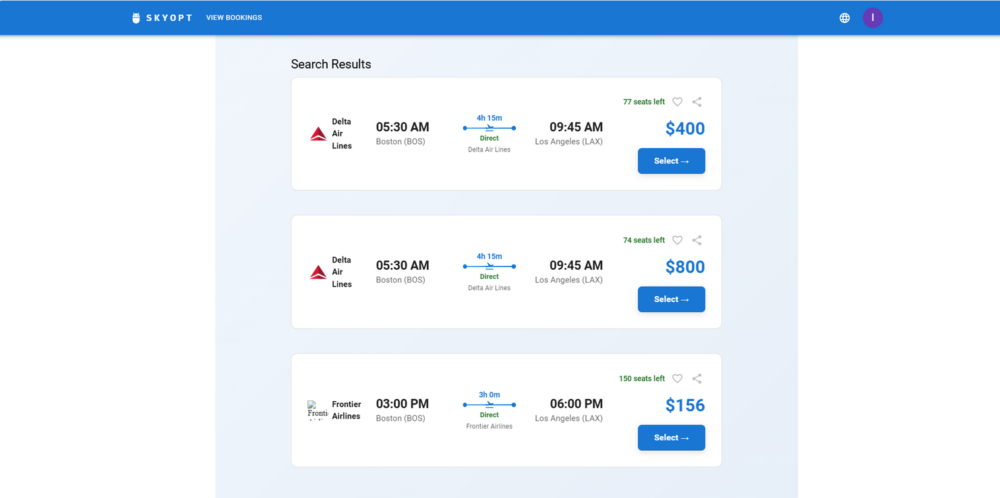 SKYOPT VIEW BOOKINGS I
Search Results
77 seats left
Delta
Air
Lines
05:30 AM
Boston (BOS)
4h 15m
Direct
Delta Air Lines
09:45 AM
Los Angeles (LAX)
$400
Select →
74 seats left
Delta
Air
Lines
05:30 AM
Boston (BOS)
4h 15m
Direct
Delta Air Lines
09:45 AM
Los Angeles (LAX)
$800
Select →
150 seats left
Fronti
Frontier
Airlines
03:00 PM
Boston (BOS)
3h 0m
Direct
Frontier Airlines
06:00 PM
Los Angeles (LAX)
$156
Select →